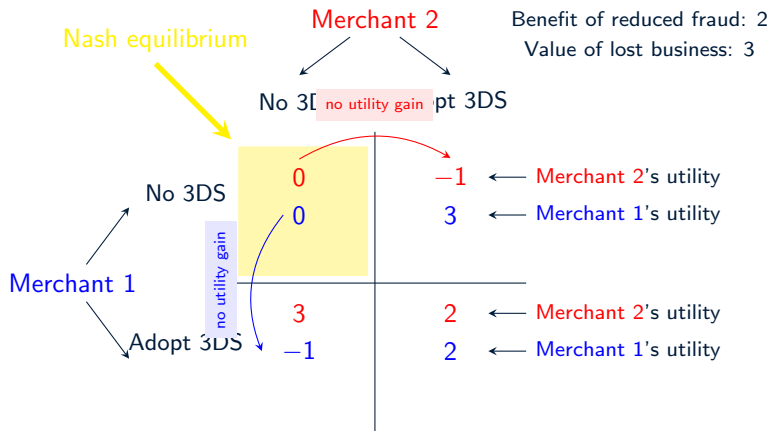 Merchant 2
Benefit of reduced fraud: 2
Value of lost business: 3
Nash equilibrium
No 3D
no utility gain
opt 3DS
No 3DS
0
−1
Merchant 2's utility
0
3
Merchant 1's utility
no utility gain
Merchant 1
Adopt 3DS
3
2
Merchant 2's utility
−1
2
Merchant 1's utility